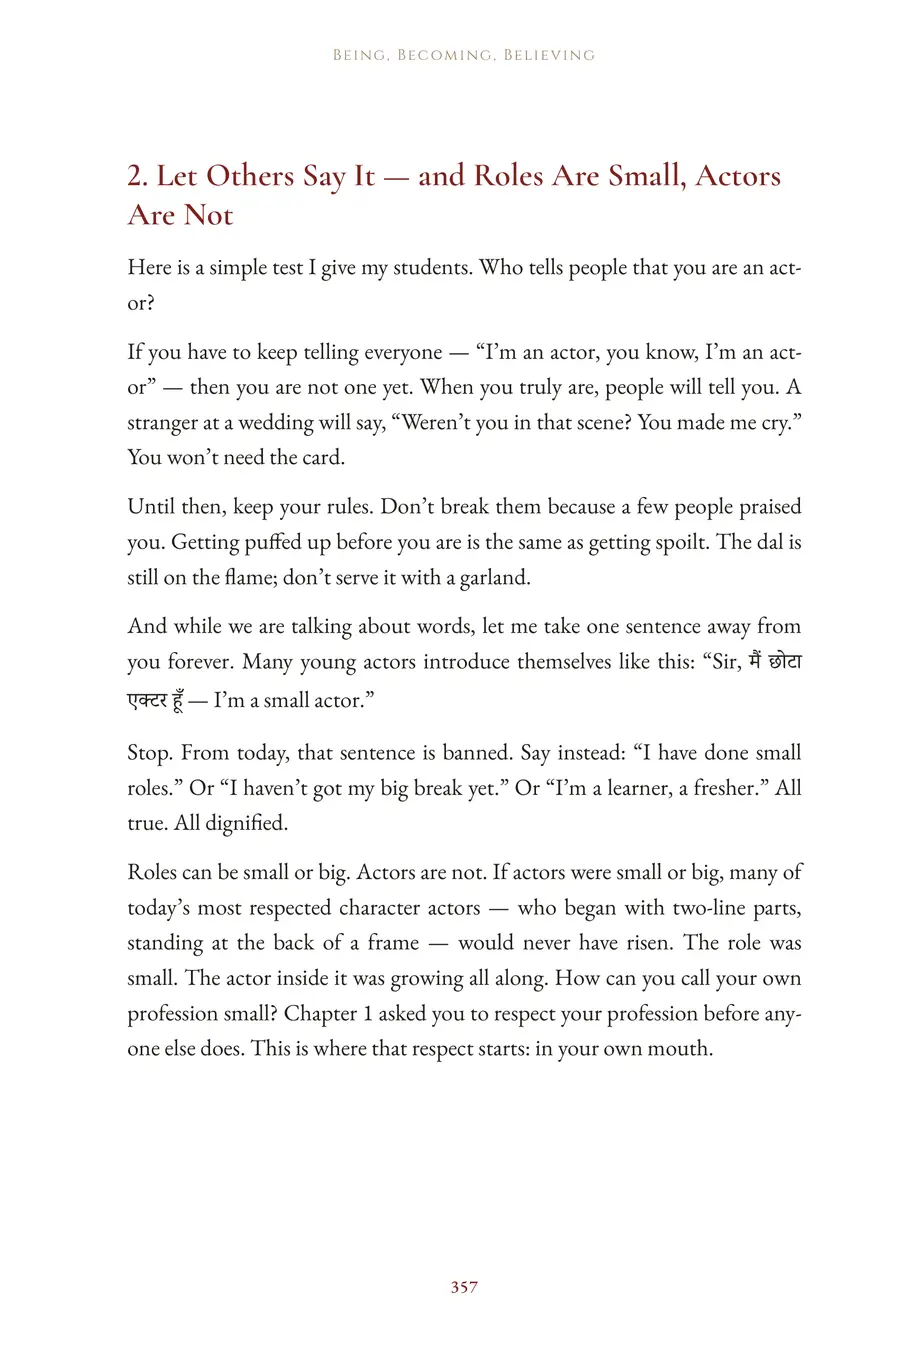 Being, Becoming, Believing
2. Let Others Say It — and Roles Are Small, Actors
Are Not
Here is a simple test I give my students. Who tells people that you are an act-
or?
If you have to keep telling everyone — “I’m an actor, you know, I’m an act-
or” — then you are not one yet. When you truly are, people will tell you. A
stranger at a wedding will say, “Weren’t you in that scene? You made me cry.”
You won’t need the card.
Until then, keep your rules. Don’t break them because a few people praised
you. Getting puffed up before you are is the same as getting spoilt. The dal is
still on the flame; don’t serve it with a garland.
And while we are talking about words, let me take one sentence away from
you forever. Many young actors introduce themselves like this: “Sir, मैं छोटा
एक्टर हूँ — I’m a small actor.”
Stop. From today, that sentence is banned. Say instead: “I have done small
roles.” Or “I haven’t got my big break yet.” Or “I’m a learner, a fresher.” All
true. All dignified.
Roles can be small or big. Actors are not. If actors were small or big, many of
today’s most respected character actors — who began with two-line parts,
standing at the back of a frame — would never have risen. The role was
small. The actor inside it was growing all along. How can you call your own
profession small? Chapter 1 asked you to respect your profession before any-
one else does. This is where that respect starts: in your own mouth.
357